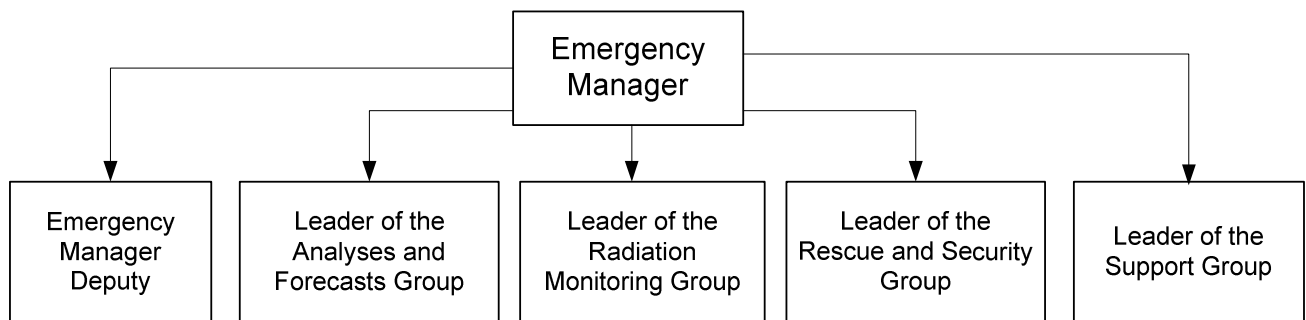 Emergency
Manager
Emergency
Manager
Deputy
Leader of the
Analyses and
Forecasts Group
Leader of the
Radiation
Monitoring Group
Leader of the
Rescue and Security
Group
Leader of the
Support Group